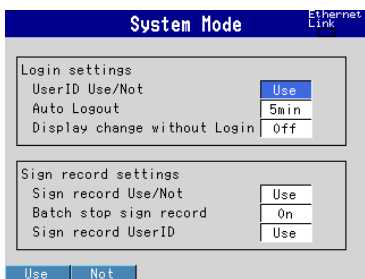 System Mode
Ethernet
Link
Login settings
UserID Use/Not Use
Auto Logout 5min
Display change without Login Off
Sign record settings
Sign record Use/Not Use
Batch stop sign record On
Sign record UserID Use
Use Not